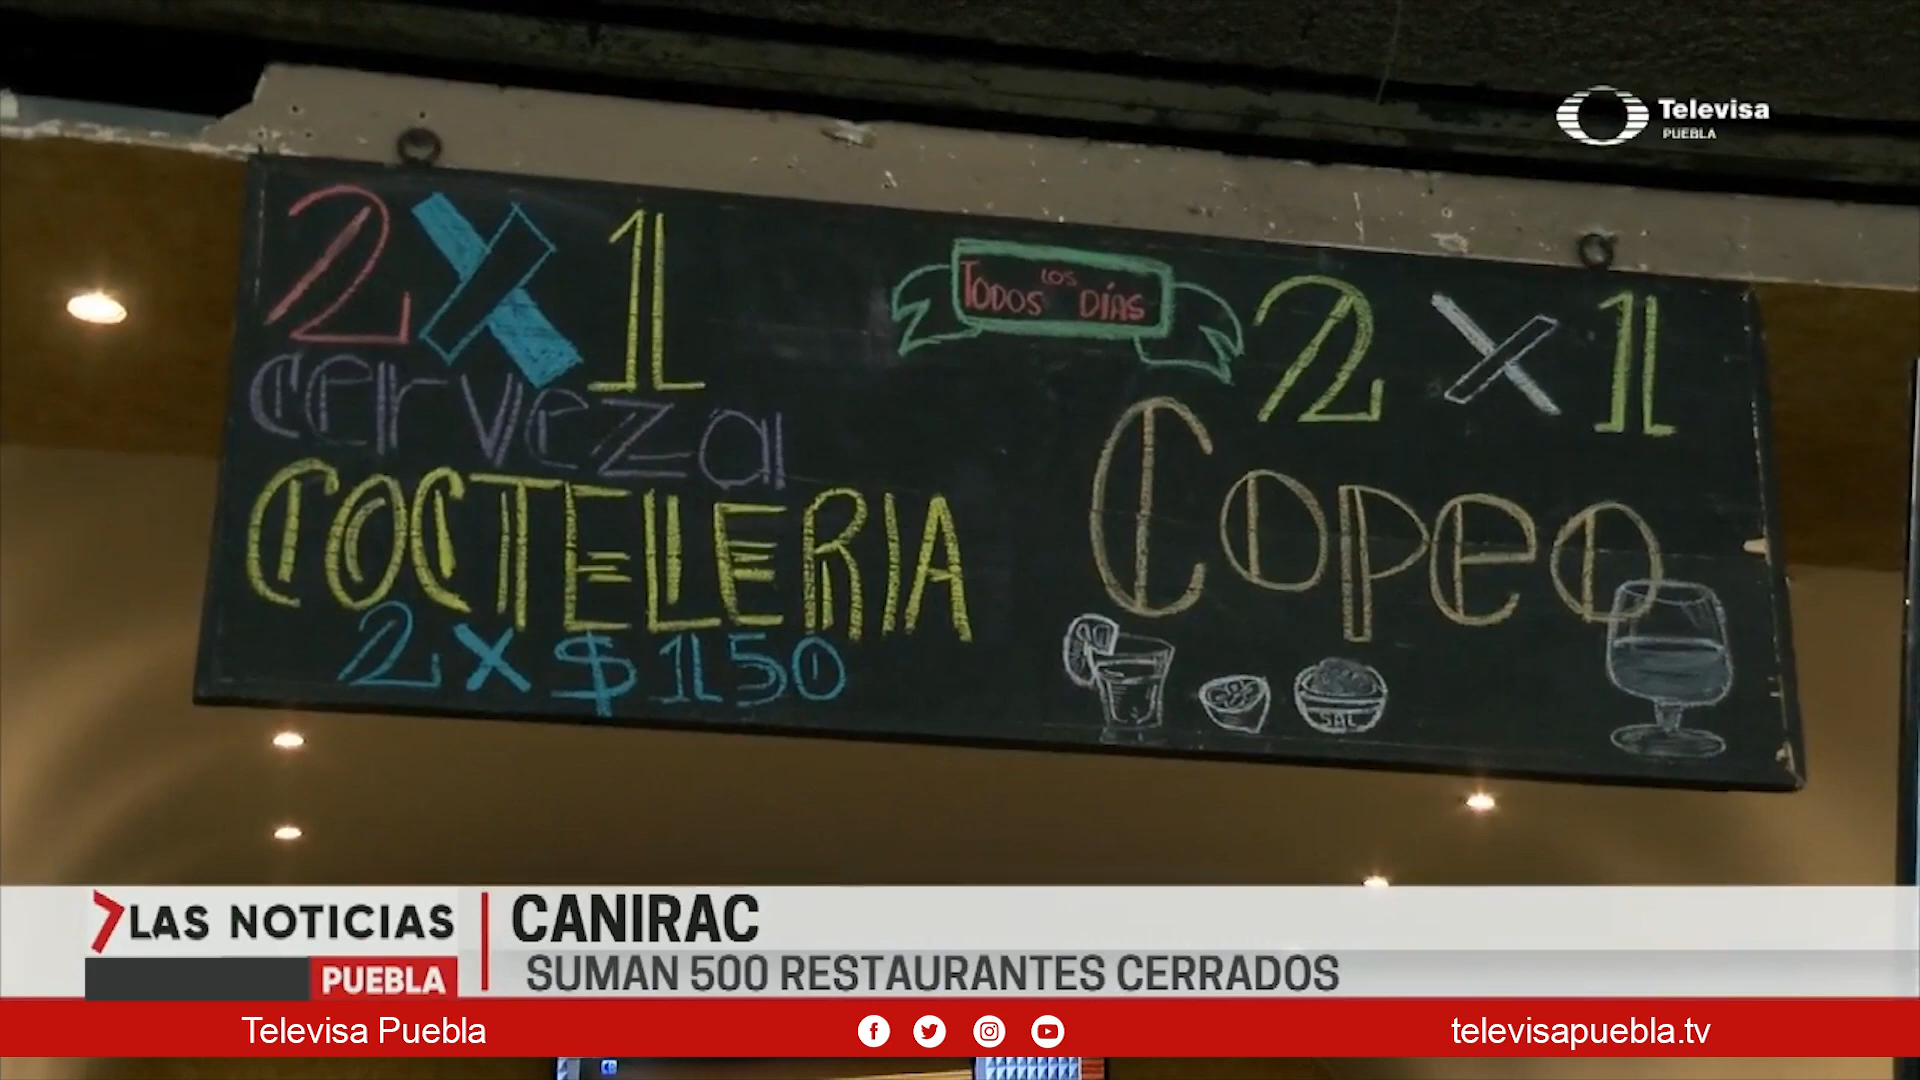 Televisa
PUEBLA
2X1
cerveza
COCTELERIA
2 x $150
TODOS LOS DÍAS
2x1
Copeo
SAL
LAS NOTICIAS
PUEBLA
CANIRAC
SUMAN 500 RESTAURANTES CERRADOS
Televisa Puebla
televisapuebla.tv